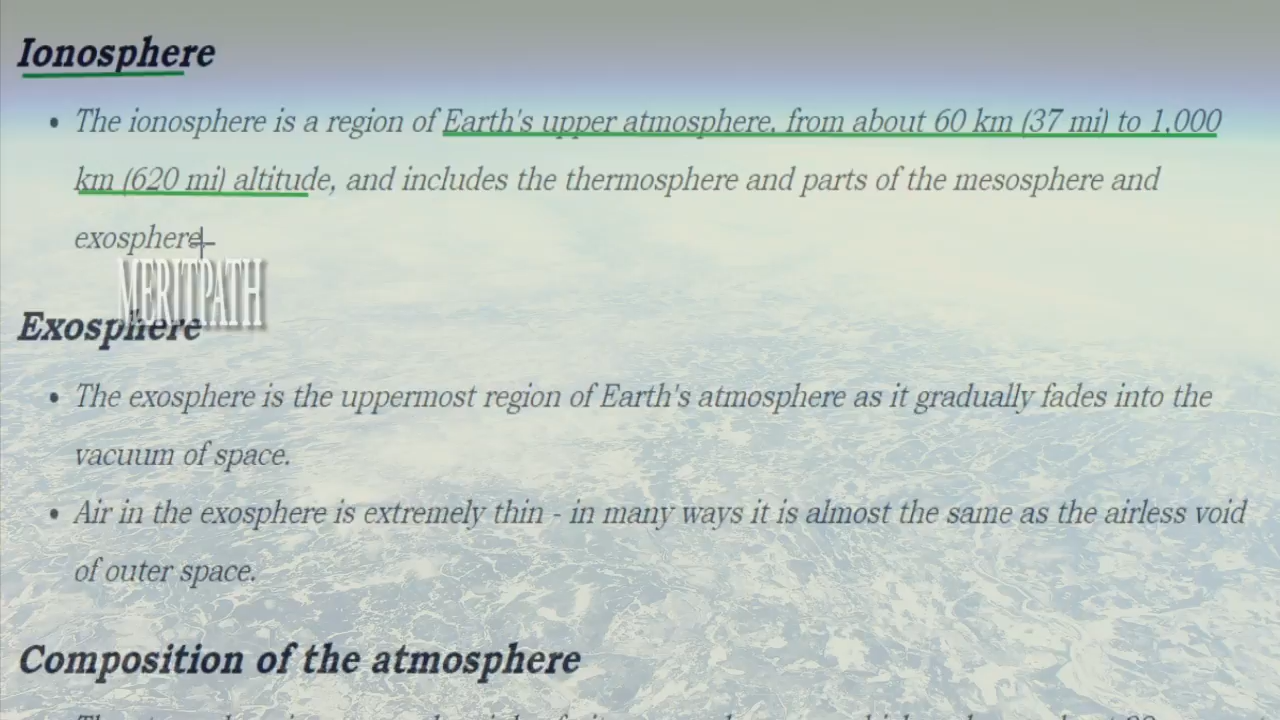 Ionosphere
• The ionosphere is a region of Earth's upper atmosphere, from about 60 km (37 mi) to 1,000
km (620 mi) altitude, and includes the thermosphere and parts of the mesosphere and
exosphere
MERITPATH
Exosphere
• The exosphere is the uppermost region of Earth's atmosphere as it gradually fades into the
vacuum of space.
• Air in the exosphere is extremely thin - in many ways it is almost the same as the airless void
of outer space.
Composition of the atmosphere